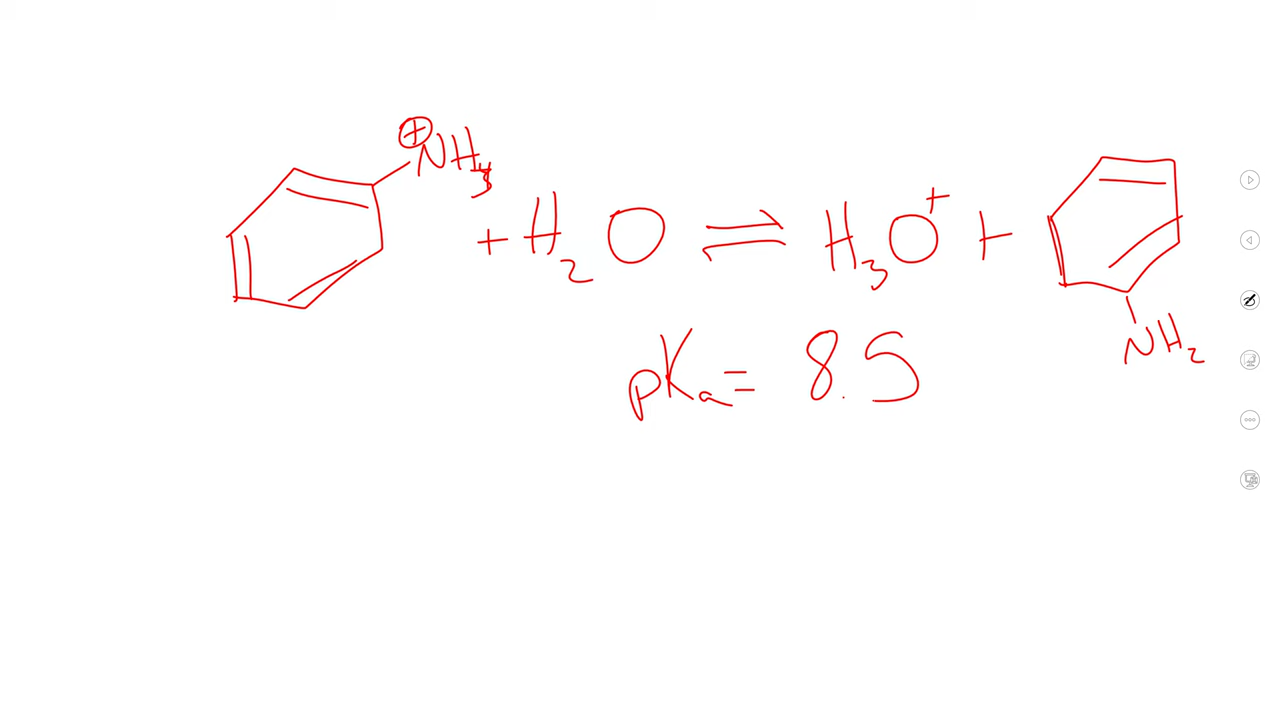 ⊕NH₃ + H₂O ⇌ H₃O⁺ + NH₂
pKₐ = 8.5